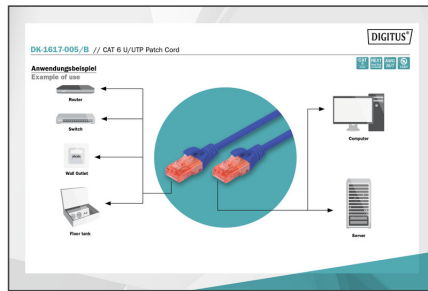 DIGITUS®
DK-1617-005/B // CAT 6 U/UTP Patch Cord
Anwendungsbeispiel
Example of use
Router
Switch
Wall Outlet
Floor tank
Computer
Server